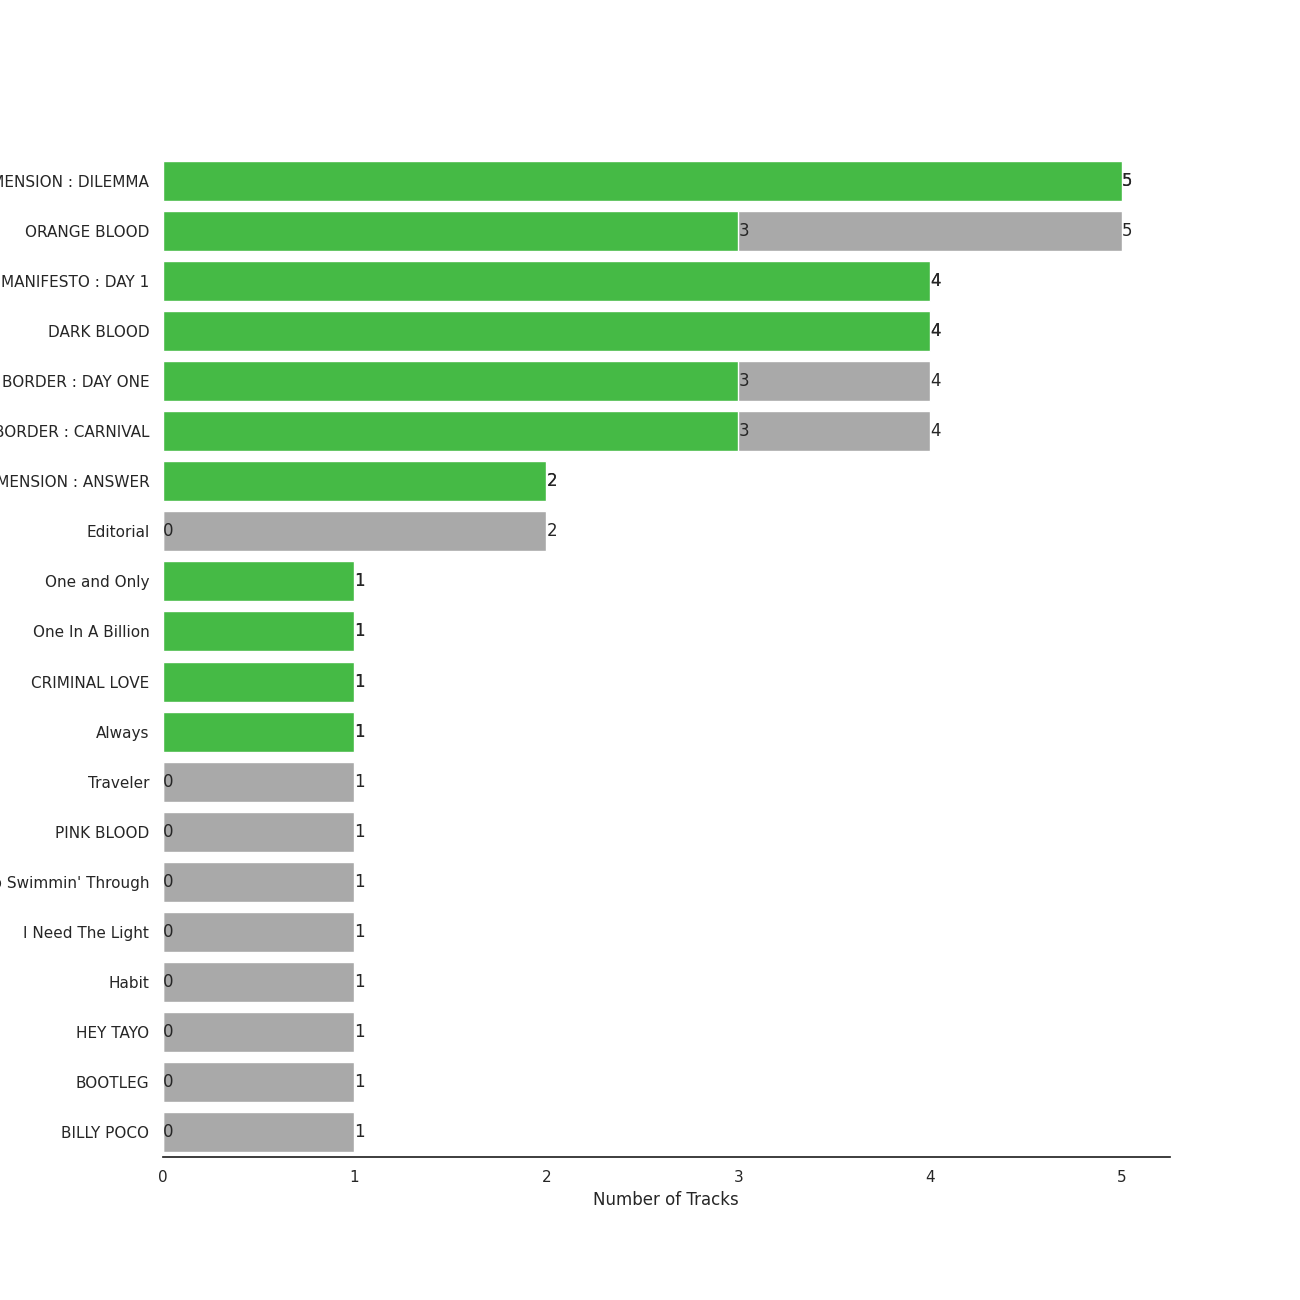 MENSION : DILEMMA 5
ORANGE BLOOD 3 5
MANIFESTO : DAY 1 4
DARK BLOOD 4
BORDER : DAY ONE 3 4
BORDER : CARNIVAL 3 4
MENSION : ANSWER 2
Editorial 0 2
One and Only 1
One In A Billion 1
CRIMINAL LOVE 1
Always 1
Traveler 0 1
PINK BLOOD 0 1
Swimmin' Through 0 1
I Need The Light 0 1
Habit 0 1
HEY TAYO 0 1
BOOTLEG 0 1
BILLY POCO 0 1
0 1 2 3 4 5
Number of Tracks